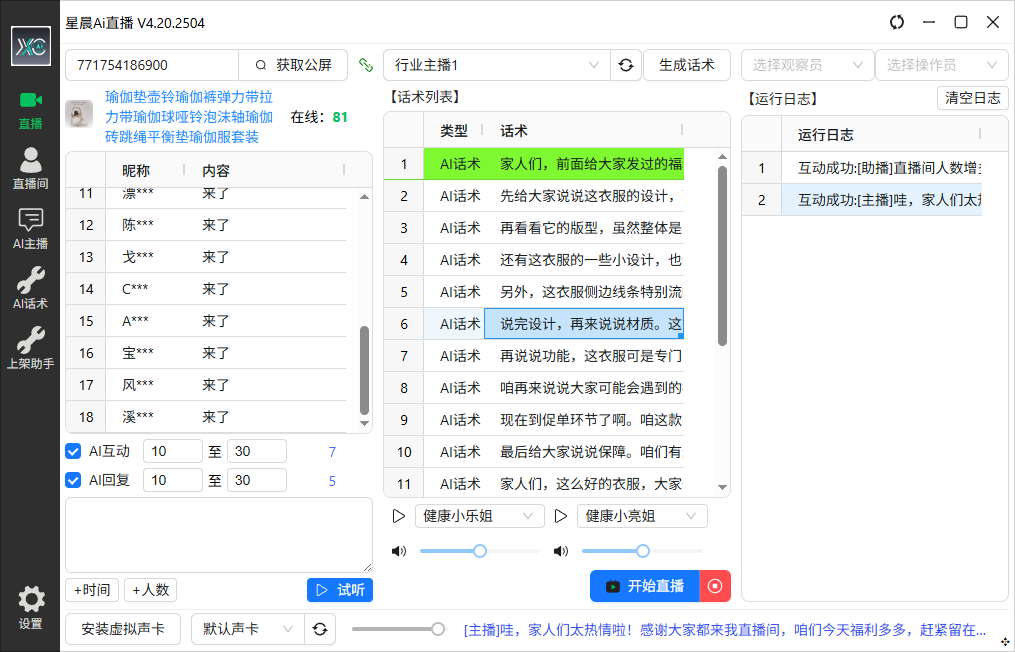 星晨Ai直播 V4.20.2504
771754186900
获取公屏
行业主播1
生成话术
选择观察员
选择操作员
直播
直播间
AI主播
AI话术
上架助手
设置
瑜伽垫壶铃瑜伽裤弹力带拉
力带瑜伽球哑铃泡沫轴瑜伽
砖跳绳平衡垫瑜伽服套装
在线：81
昵称 内容
11 漂*** 来了
12 陈*** 来了
13 戈*** 来了
14 C*** 来了
15 A*** 来了
16 宝*** 来了
17 风*** 来了
18 溪*** 来了
AI互动 10 至 30 7
AI回复 10 至 30 5
+时间
+人数
试听
【话术列表】
类型 话术
1 AI话术 家人们，前面给大家发过的福
2 AI话术 先给大家说说这衣服的设计，
3 AI话术 再看看它的版型，虽然整体是
4 AI话术 还有这衣服的一些小设计，也
5 AI话术 另外，这衣服侧边线条特别流
6 AI话术 说完设计，再来说说材质。这
7 AI话术 再说说功能，这衣服可是专门
8 AI话术 咱再来说说大家可能会遇到的
9 AI话术 现在到促单环节了啊。咱这款
10 AI话术 最后给大家说说保障。咱们有
11 AI话术 家人们，这么好的衣服，大家
健康小乐姐
健康小亮姐
开始直播
【运行日志】
清空日志
运行日志
1 互动成功:[助播]直播间人数增
2 互动成功:[主播]哇，家人们太
安装虚拟声卡
默认声卡
[主播]哇，家人们太热情啦！感谢大家都来我直播间，咱们今天福利多多，赶紧留在...